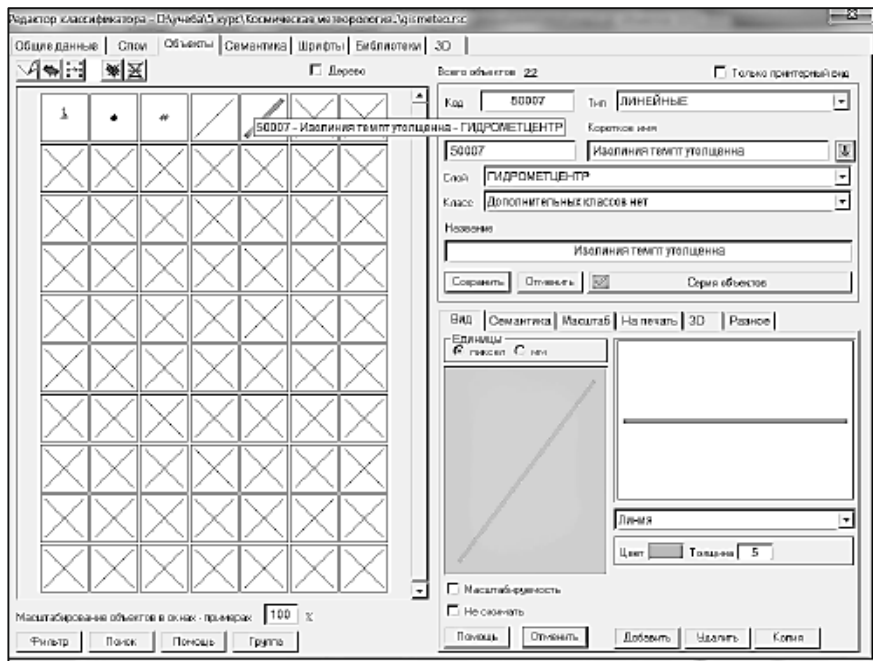 Редактор классификатора - D:\учеба\5 курс\Космическая метеорология.\gismeteo.rsc
Общие данные Слои Объекты Семантика Шрифты Библиотеки 3D
Дерево
Всего объектов 22
Только принтерный вид
Код 50007 Тип ЛИНЕЙНЫЕ
50007 - Изолиния темпт утолщенна - ГИДРОМЕТЦЕНТР
Короткое имя
50007 Изолиния темпт утолщенна
Слой ГИДРОМЕТЦЕНТР
Класс Дополнительных классов нет
Название
Изолиния темпт утолщенна
Сохранить Отменить Серия объектов
Вид Семантика Масштаб На печать 3D Разное
Единицы
пиксел мм
Линия
Цвет Толщина 5
Масштабируемость
Не сжимать
Масштабирование объектов в окнах - примерах 100 %
Фильтр Поиск Помощь Группа
Помощь Отменить Добавить Удалить Копия